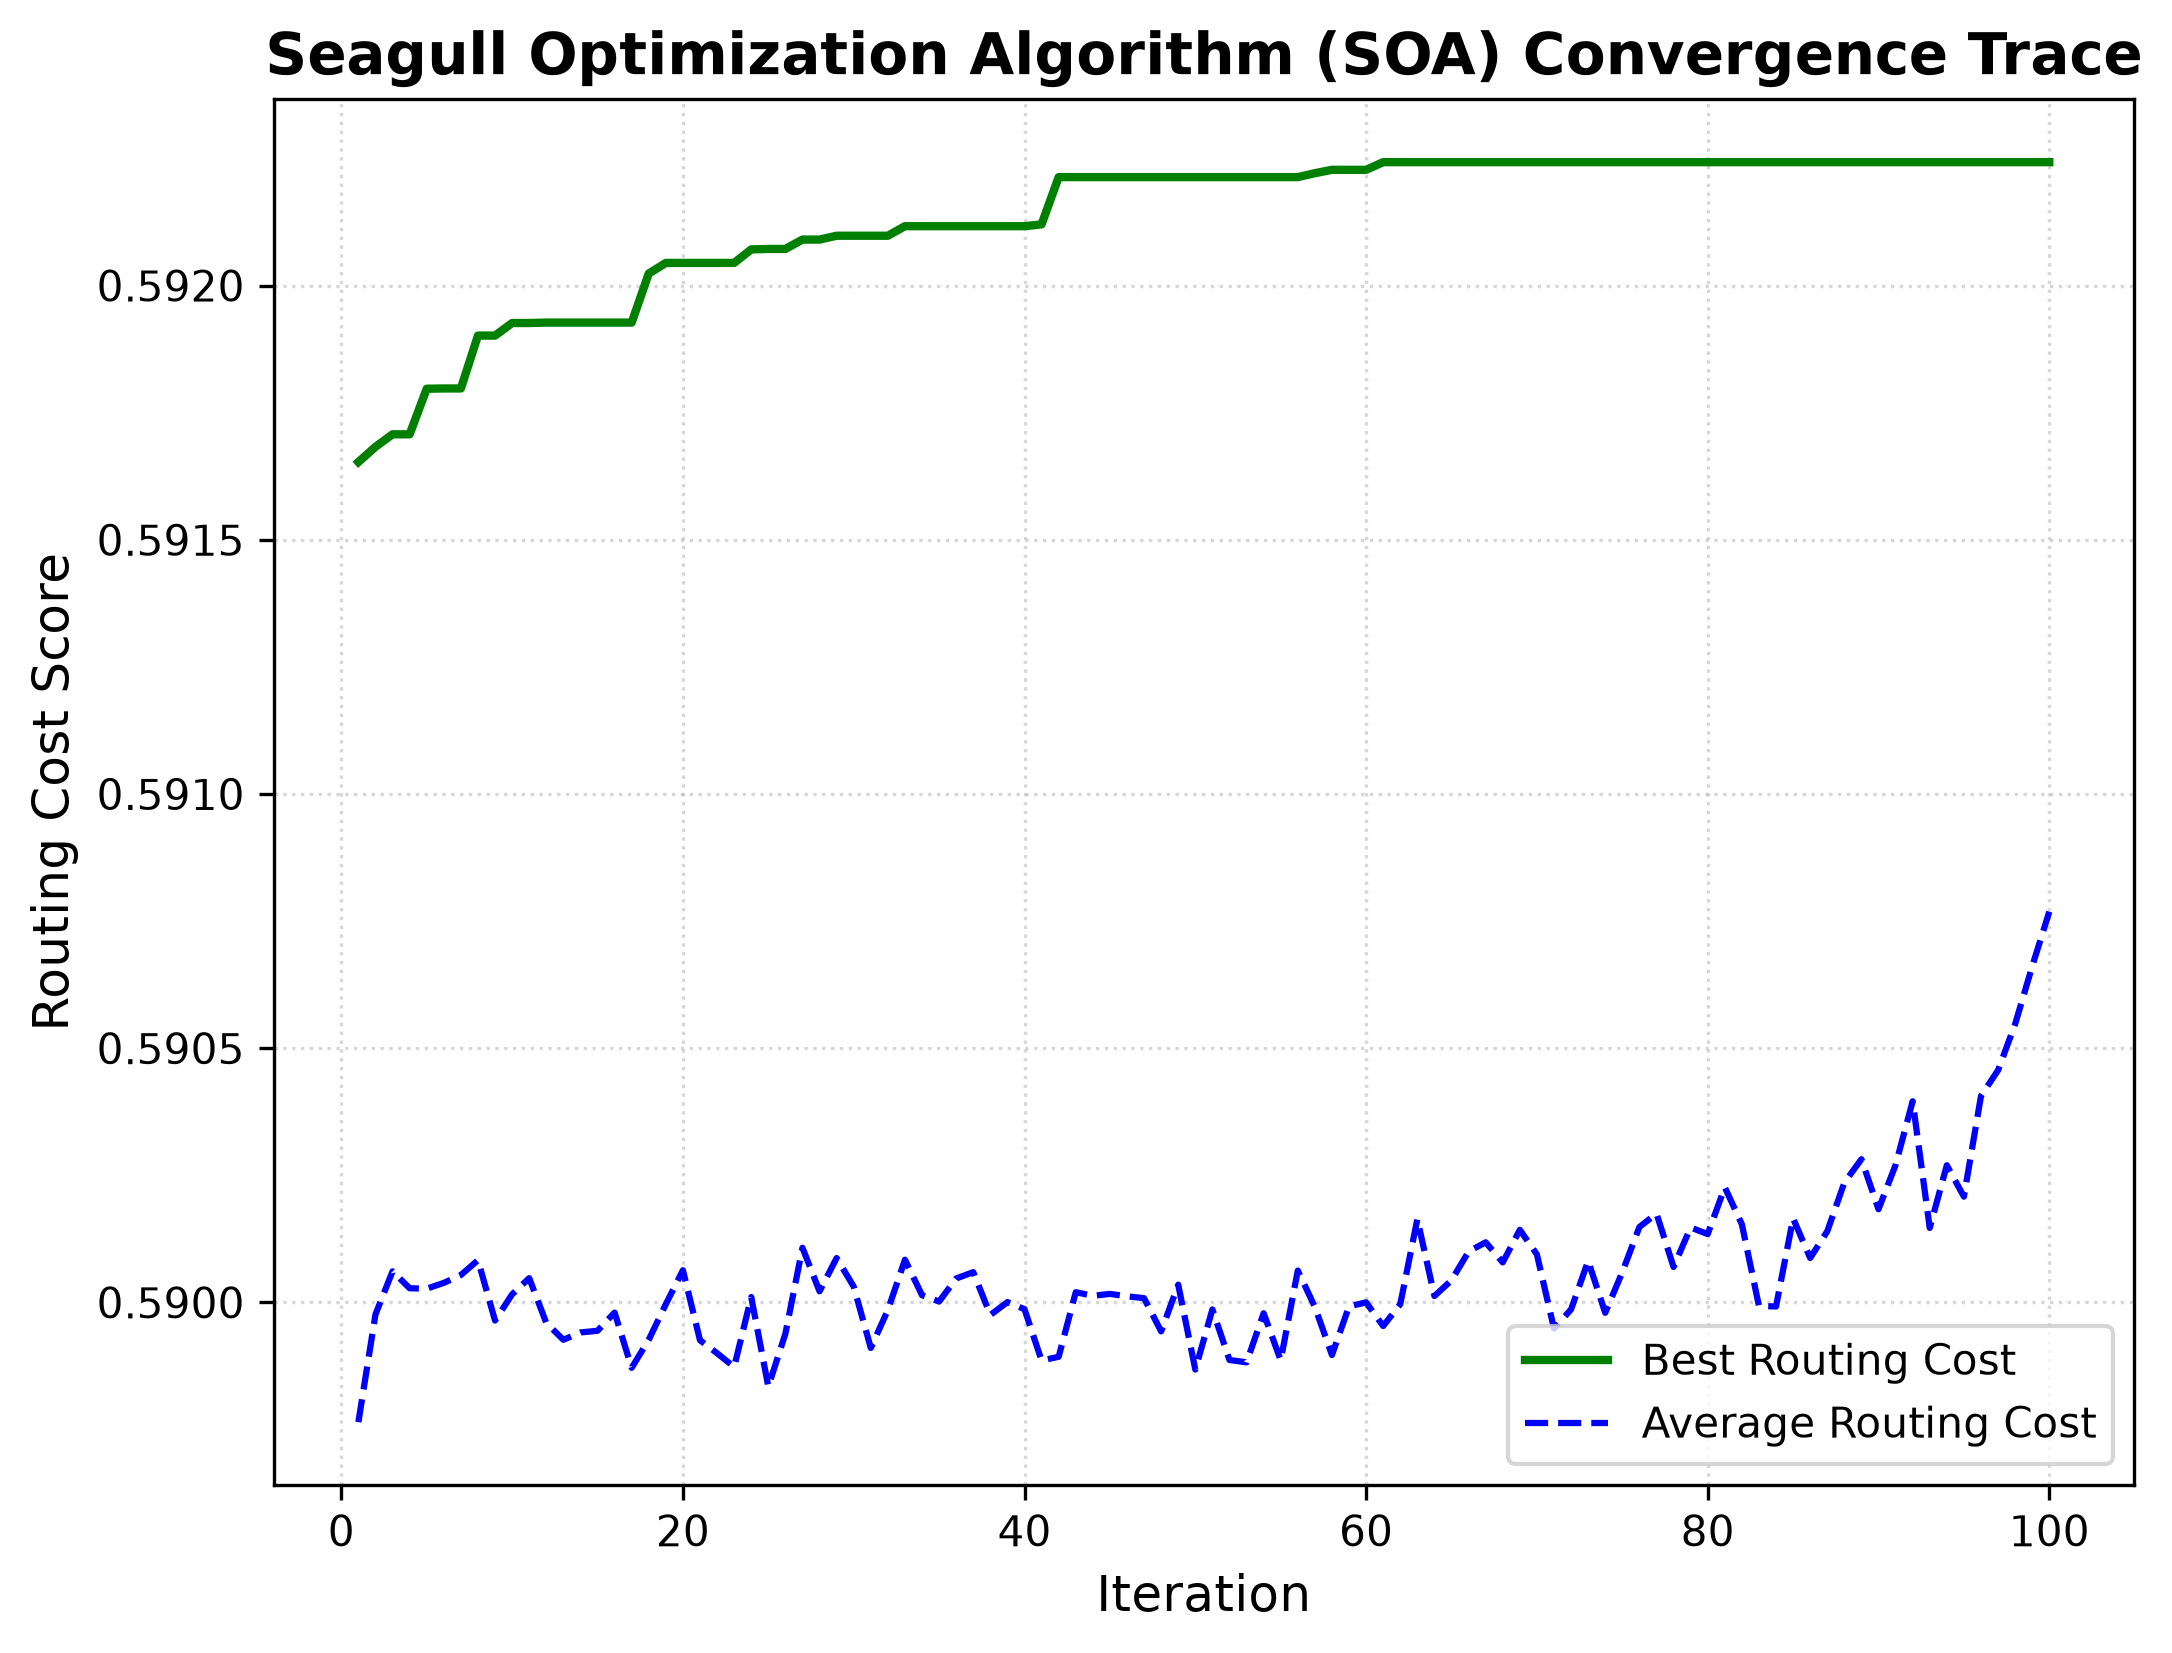 Seagull Optimization Algorithm (SOA) Convergence Trace
Routing Cost Score
0.5920
0.5915
0.5910
0.5905
0.5900
Best Routing Cost
Average Routing Cost
0 20 40 60 80 100
Iteration